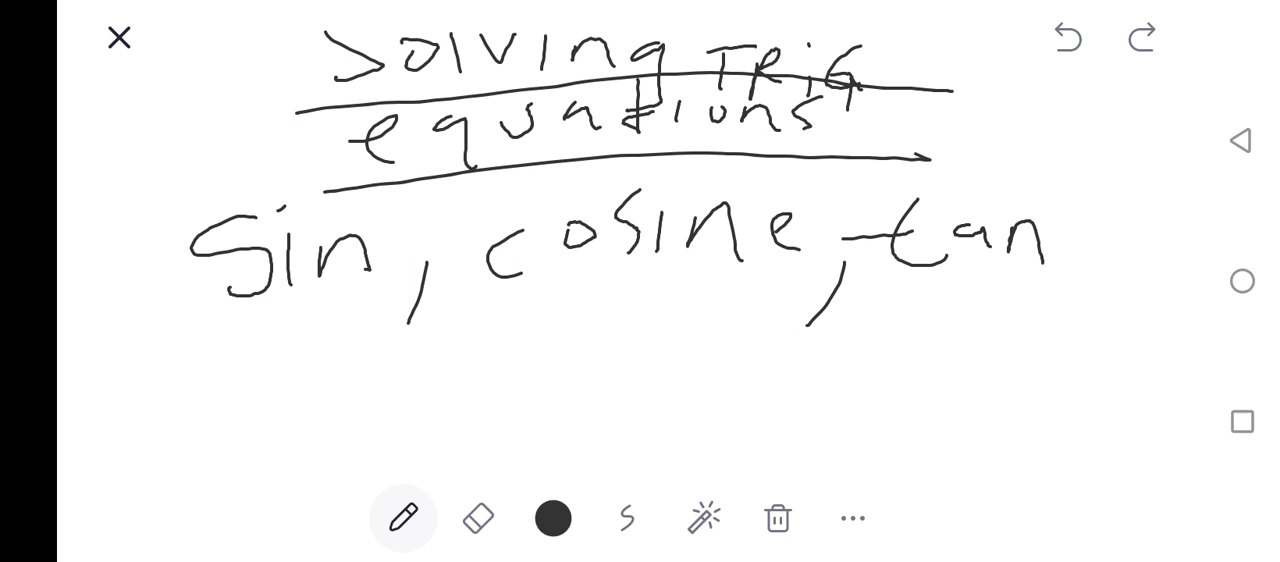 Solving TRiG
equations
Sin, cosine, tan